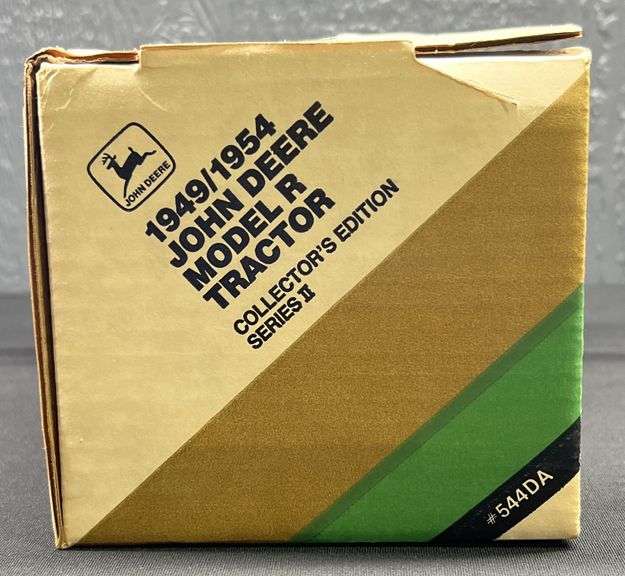 JOHN DEERE
1949/1954
JOHN DEERE
MODEL R
TRACTOR
COLLECTOR'S EDITION
SERIES II
#544DA